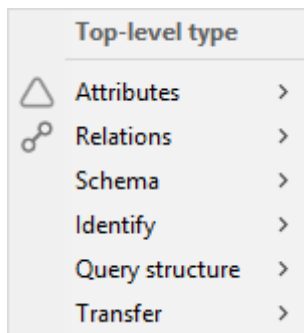 Top-level type
Attributes
Relations
Schema
Identify
Query structure
Transfer